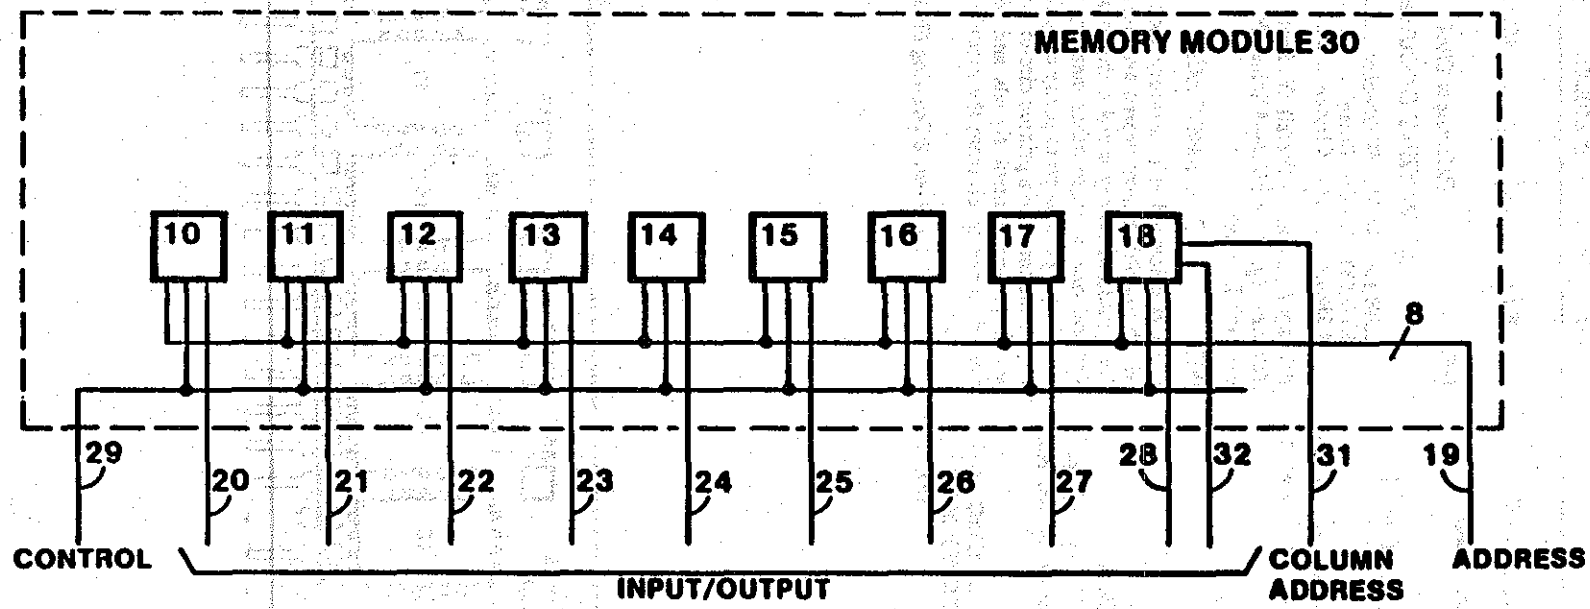 MEMORY MODULE 30
10 11 12 13 14 15 16 17 18
8
29 20 21 22 23 24 25 26 27 28 32 31 19
CONTROL
INPUT/OUTPUT
COLUMN
ADDRESS
ADDRESS